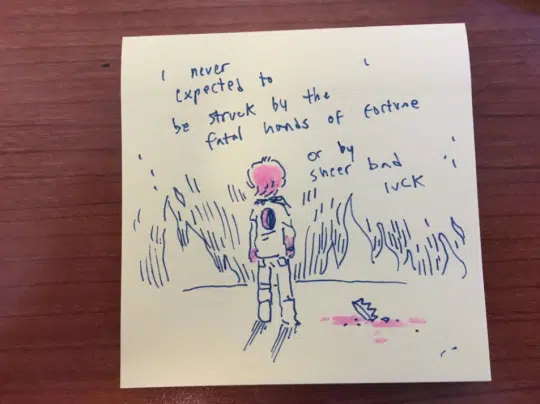 i never
expected to
be struck by the
fatal hands of fortune
or by
sheer bad
luck